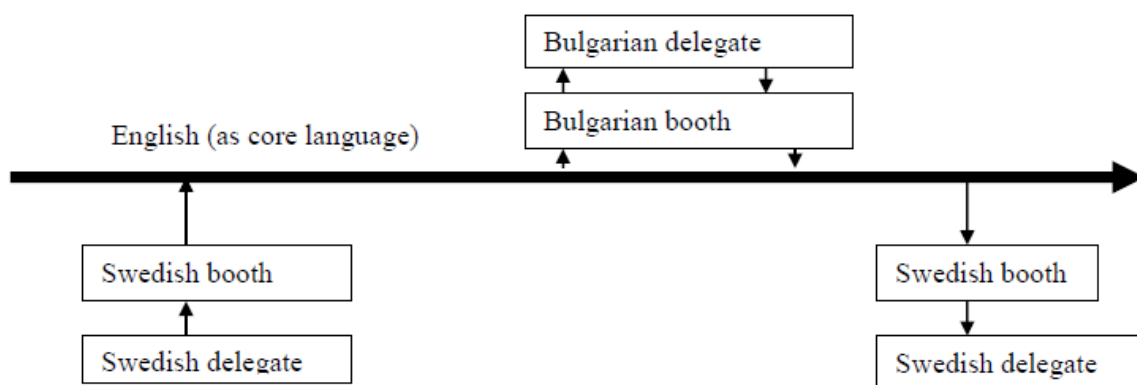 Bulgarian delegate
Bulgarian booth
English (as core language)
Swedish booth
Swedish booth
Swedish delegate
Swedish delegate